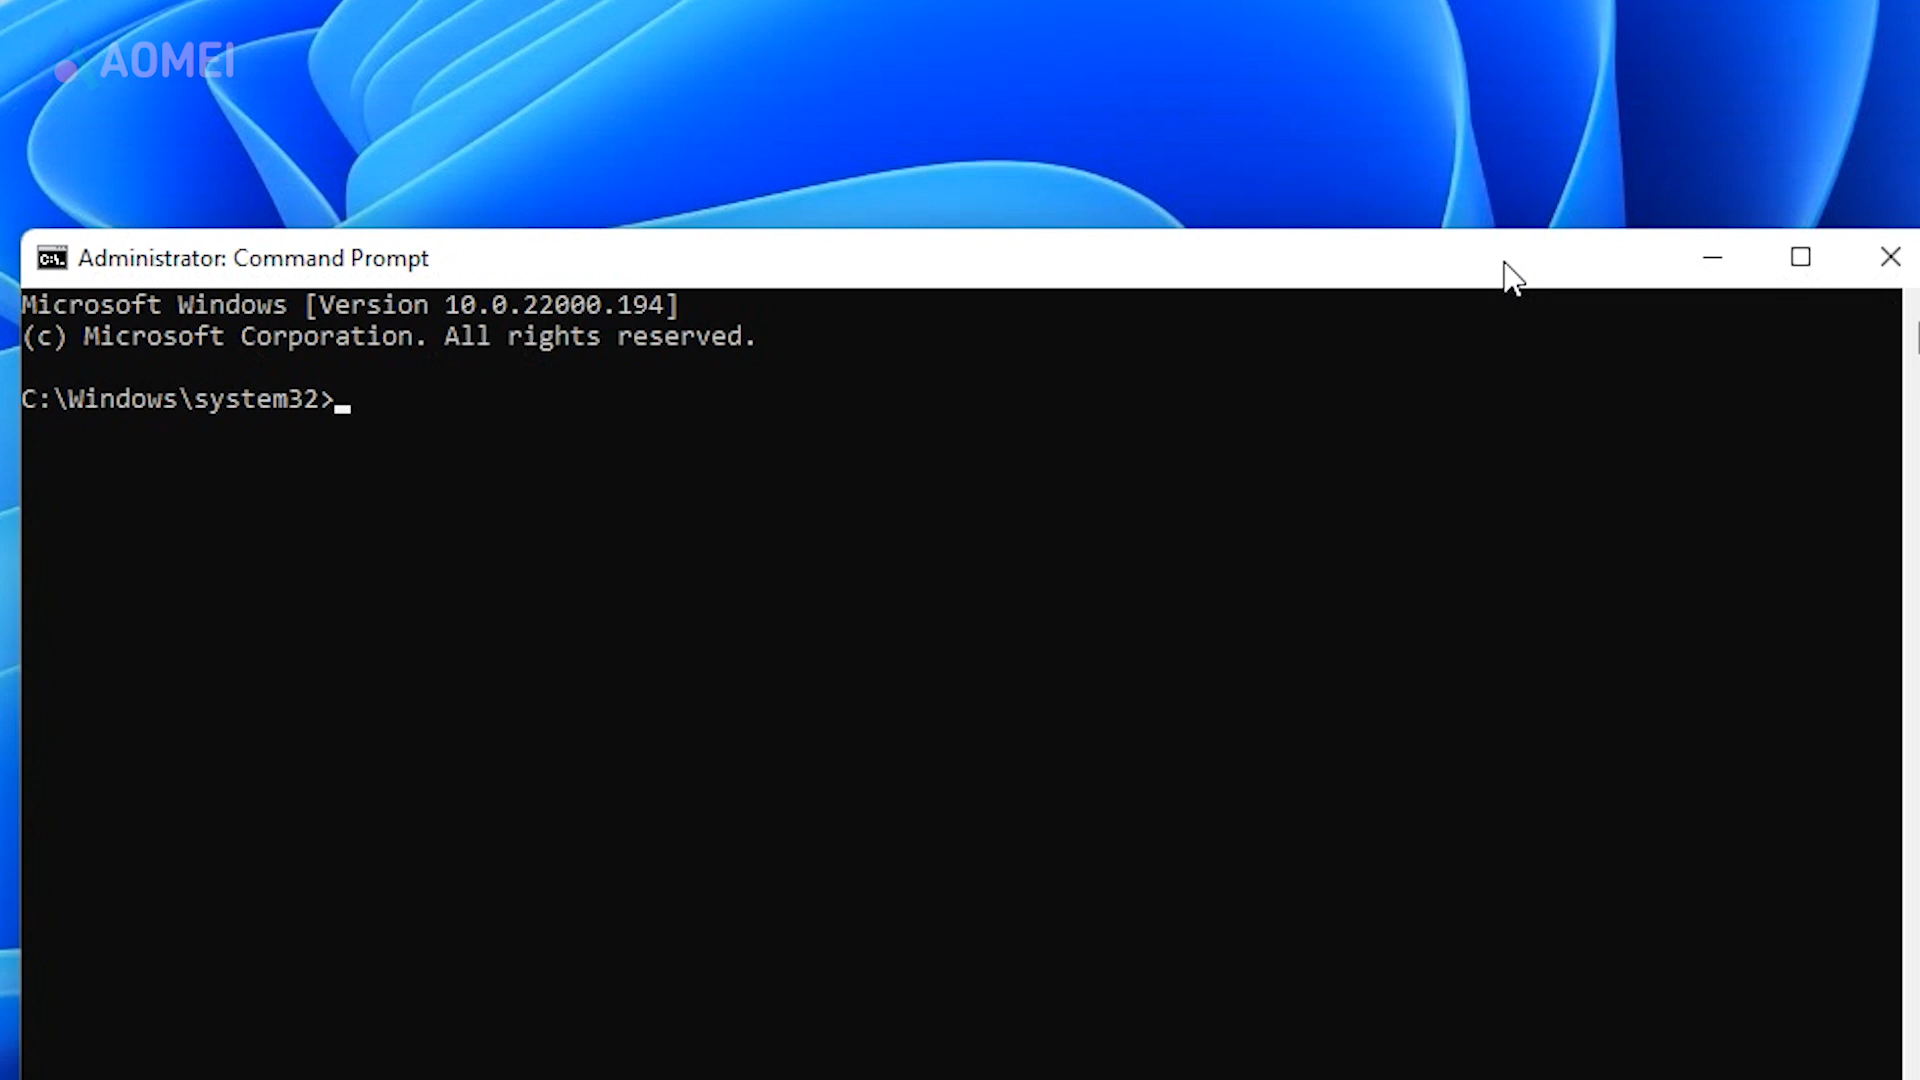 AOMEI
Administrator: Command Prompt
Microsoft Windows [Version 10.0.22000.194]
(c) Microsoft Corporation. All rights reserved.
C:\Windows\system32>